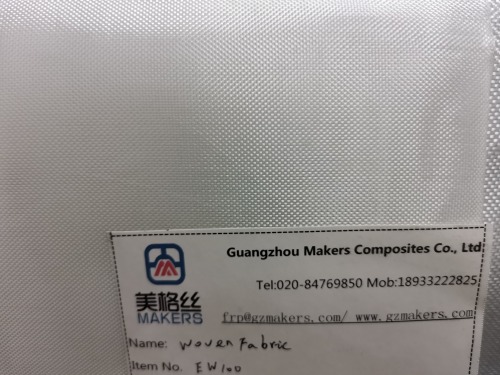 Guangzhou Makers Composites Co., Ltd
Tel:020-84769850 Mob:18933222825
美格丝
MAKERS
frp@gzmakers.com/ www.gzmakers.com
Name: Woven Fabric
Item No. EW100